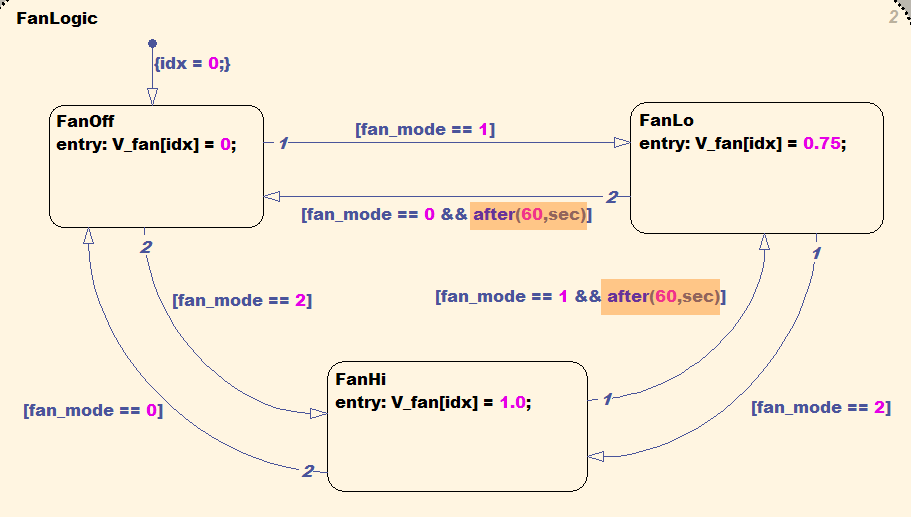 FanLogic
2
{idx = 0;}
FanOff
entry: V_fan[idx] = 0;
1
[fan_mode == 1]
FanLo
entry: V_fan[idx] = 0.75;
2
[fan_mode == 0 && after(60,sec)]
2
1
[fan_mode == 2]
[fan_mode == 1 && after(60,sec)]
FanHi
entry: V_fan[idx] = 1.0;
1
[fan_mode == 0]
[fan_mode == 2]
2